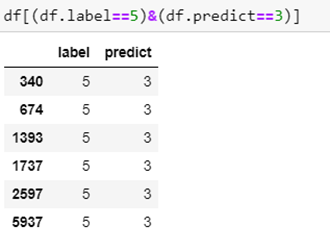 df[(df.label==5)&(df.predict==3)]
label predict
340 5 3
674 5 3
1393 5 3
1737 5 3
2597 5 3
5937 5 3